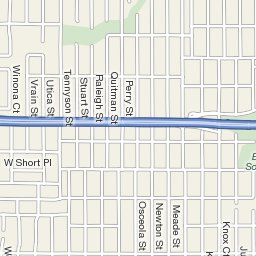 Winona Ct
Vrain St
Utica St
Tennyson St
Stuart St
Raleigh St
Quitman St
Perry St
W Short Pl
Osceola St
Newton St
Meade St
Knox Ct